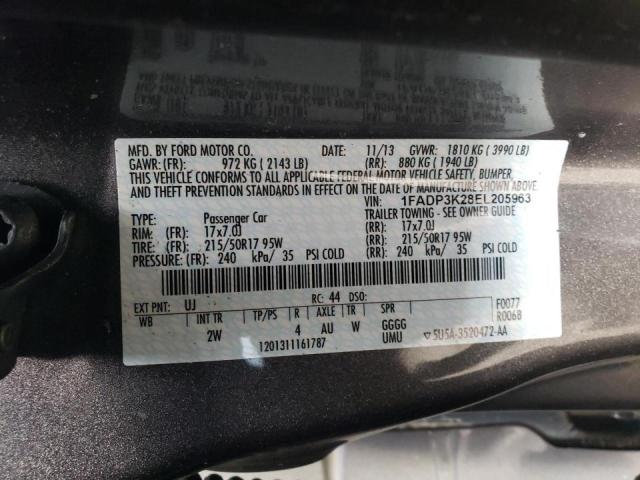 MFD. BY FORD MOTOR CO. 11/13 GVWR: 1810 KG ( 3990 LB)
GAWR: (FR): 972 KG ( 2143 LB) (RR): 880 KG ( 1940 LB)
THIS VEHICLE CONFORMS TO ALL APPLICABLE FEDERAL MOTOR VEHICLE SAFETY, BUMPER,
AND THEFT PREVENTION STANDARDS IN EFFECT ON THE DATE OF MANUFACTURE SHOWN ABOVE.
VIN: 1FADP3K28EL205963
TYPE: Passenger Car TRAILER TOWING - SEE OWNER GUIDE
RIM: (FR): 17x7.0J (RR): 17x7.0J
TIRE: (FR): 215/50R17 95W (RR): 215/50R17 95W
PRESSURE: (FR): 240 kPa/ 35 PSI COLD (RR): 240 kPa/ 35 PSI COLD
EXT PNT: UJ RC: 44 DSO: F0077
WB INT TR TP/PS R AXLE TR SPR R006B
2W 4 AU W GGGG
1201311161787 UMU ▽5U5A-3520472-AA